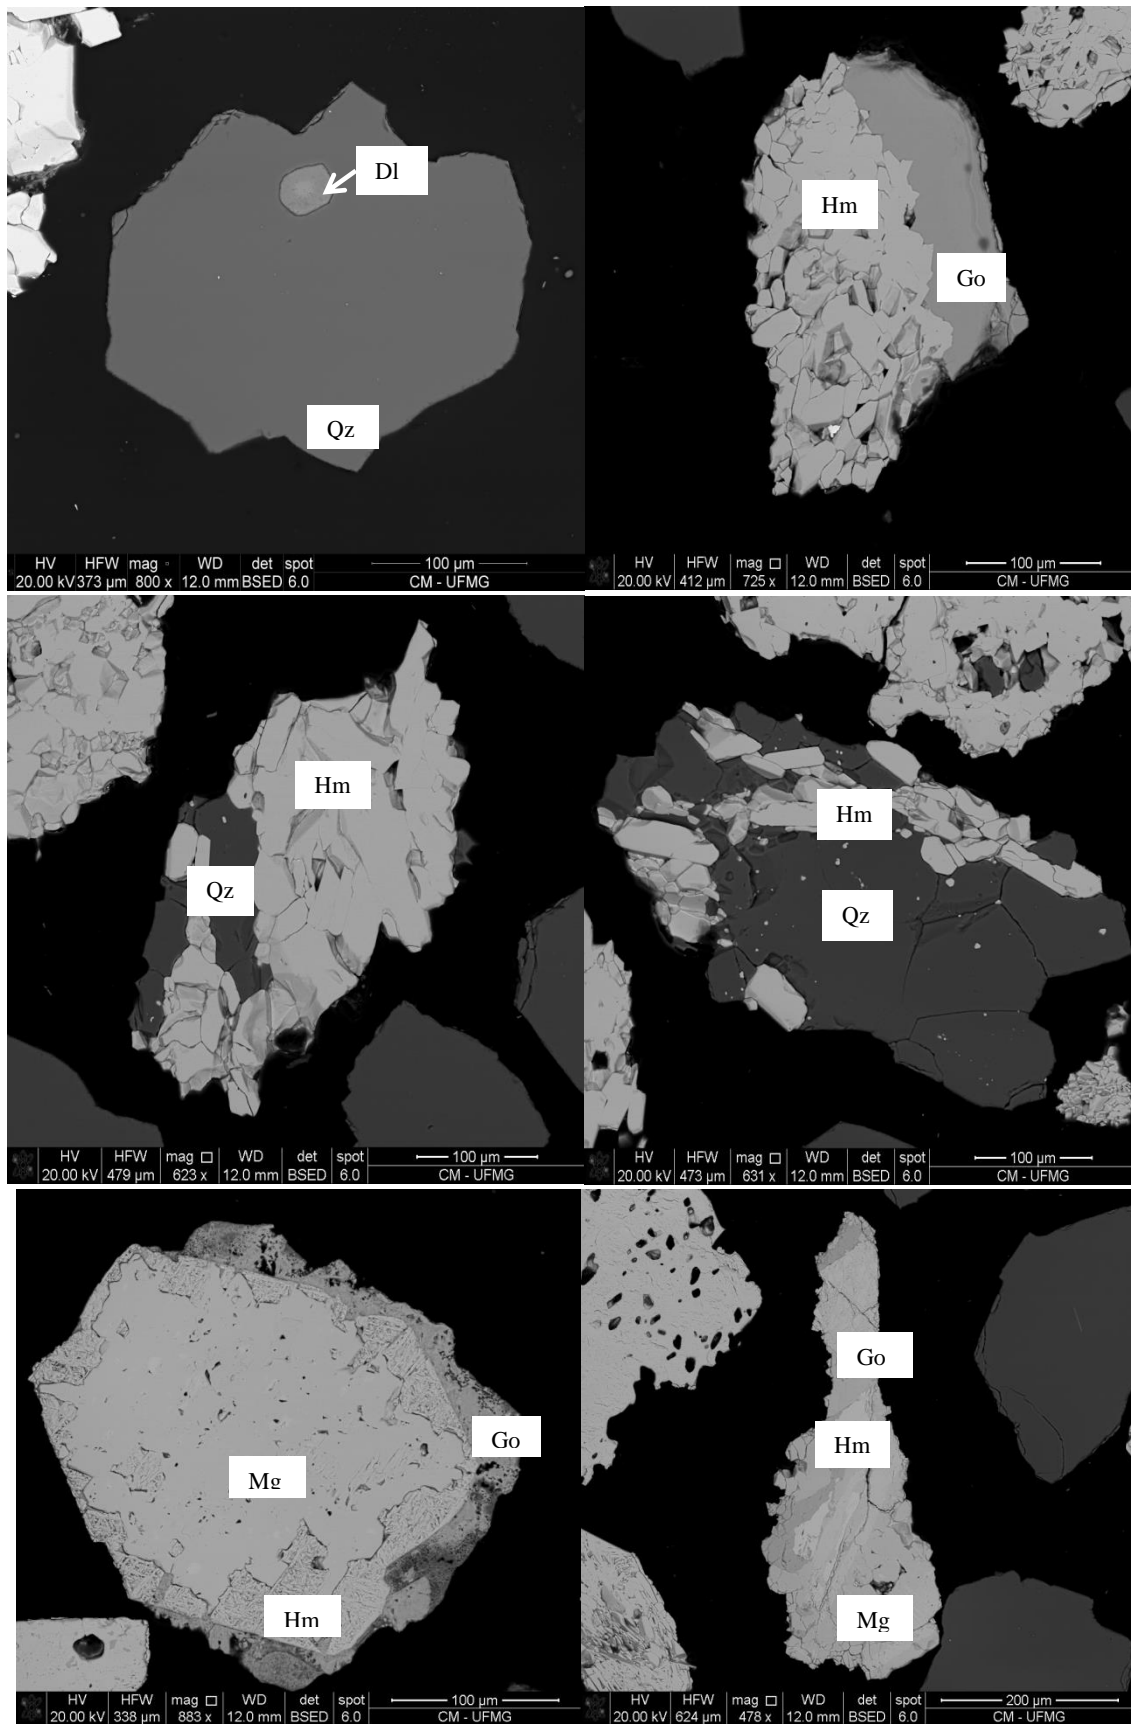 Dl
Qz
HV HFW mag WD det spot 100 µm
20.00 kV 373 µm 800 x 12.0 mm BSED 6.0 CM - UFMG
Hm
Go
HV HFW mag WD det spot 100 µm
20.00 kV 412 µm 725 x 12.0 mm BSED 6.0 CM - UFMG
Hm
Qz
HV HFW mag WD det spot 100 µm
20.00 kV 479 µm 623 x 12.0 mm BSED 6.0 CM - UFMG
Hm
Qz
HV HFW mag WD det spot 100 µm
20.00 kV 473 µm 631 x 12.0 mm BSED 6.0 CM - UFMG
Go
Mg
Hm
HV HFW mag WD det spot 100 µm
20.00 kV 338 µm 883 x 12.0 mm BSED 6.0 CM - UFMG
Go
Hm
Mg
HV HFW mag WD det spot 200 µm
20.00 kV 624 µm 478 x 12.0 mm BSED 6.0 CM - UFMG